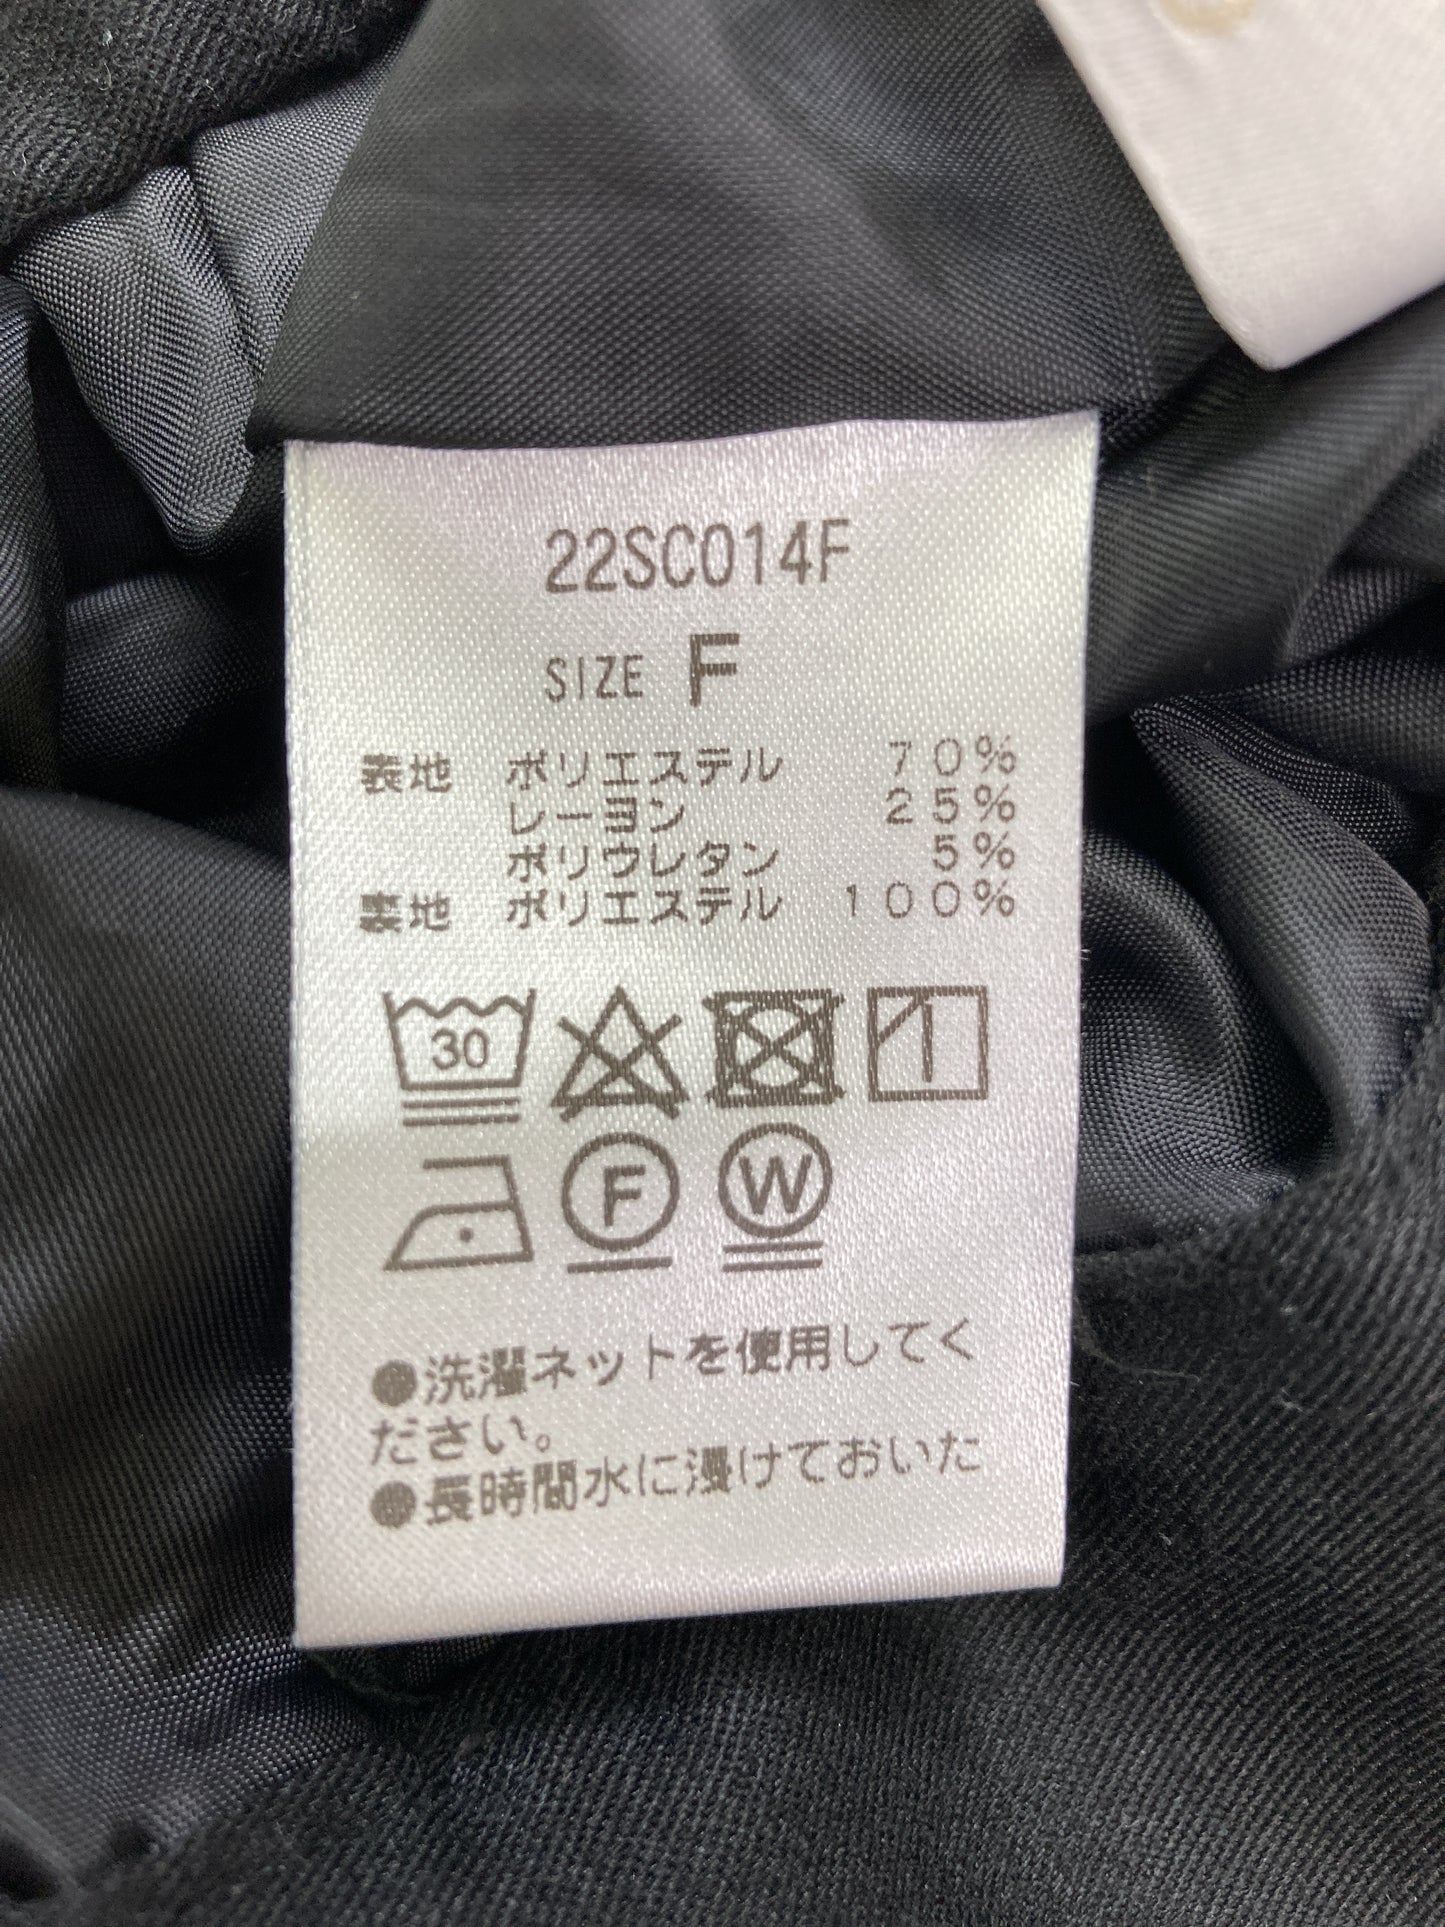 22SC014F
SIZE F
表地 ポリエステル 70%
レーヨン 25%
ポリウレタン 5%
裏地 ポリエステル 100%
30
F W
●洗濯ネットを使用してく
ださい。
●長時間水に浸けておいた